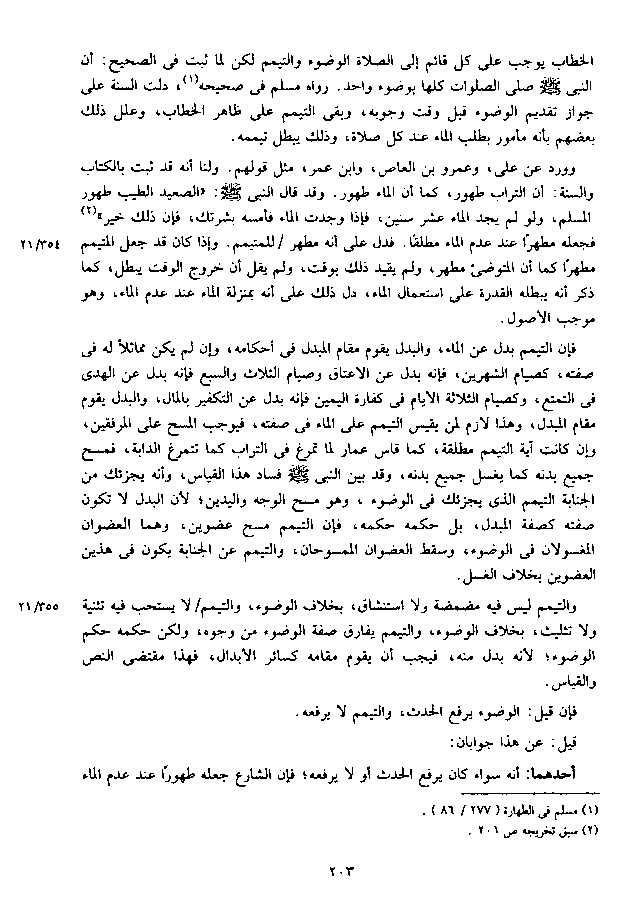 الخطاب يوجب على كل قائم إلى الصلاة الوضوء والتيمم لكن لما ثبت فى الصحيح: أن
النبى ﷺ صلى الصلوات كلها بوضوء واحد. رواه مسلم فى صحيحه(١)، دلت السنة على
جواز تقديم الوضوء قبل وقت وجوبه، وبقى التيمم على ظاهر الخطاب، وعلل ذلك
بعضهم بأنه مأمور بطلب الماء عند كل صلاة، وذلك يبطل تيممه.
وورد عن على، وعمرو بن العاص، وابن عمر، مثل قولهم. ولنا أنه قد ثبت بالكتاب
والسنة: أن التراب طهور، كما أن الماء طهور. وقد قال النبى ﷺ: «الصعيد الطيب طهور
المسلم، ولو لم يجد الماء عشر سنين، فإذا وجدت الماء فأمسه بشرتك، فإن ذلك خير»(٢)
فجعله مطهرًا عند عدم الماء مطلقًا. فدل على أنه مطهر /للمتيمم. وإذا كان قد جعل المتيمم ٢١/٣٥٤
مطهرًا كما أن المتوضئ مطهر، ولم يقيد ذلك بوقت، ولم يقل أن خروج الوقت يبطل، كما
ذكر أنه يبطله القدرة على استعمال الماء، دل ذلك على أنه بمنزلة الماء عند عدم الماء، وهو
موجب الأصول.
فإن التيمم بدل عن الماء، والبدل يقوم مقام المبدل فى أحكامه، وإن لم يكن مماثلاً له فى
صفته، كصيام الشهرين، فإنه بدل عن الاعتاق وصيام الثلاث والسبع فإنه بدل عن الهدى
فى التمتع، وكصيام الثلاثة الأيام فى كفارة اليمين فإنه بدل عن التكفير بالمال، والبدل يقوم
مقام المبدل، وهذا لازم لمن يقيس التيمم على الماء فى صفته، فيوجب المسح على المرفقين،
وإن كانت آية التيمم مطلقة، كما قاس عمار لما تمرغ فى التراب كما تتمرغ الدابة، فمسح
جميع بدنه كما يغسل جميع بدنه، وقد بين النبى ﷺ فساد هذا القياس، وأنه يجزئك من
الجنابة التيمم الذى يجزئك فى الوضوء ، وهو مسح الوجه واليدين؛ لأن البدل لا تكون
صفته كصفة المبدل، بل حكمه حكمه، فإن التيمم مسح عضوين، وهما العضوان
المغسولان فى الوضوء، وسقط العضوان الممسوحان، والتيمم عن الجنابة يكون فى هذين
العضوين بخلاف الغسل.
والتيمم ليس فيه مضمضة ولا استنشاق، بخلاف الوضوء، والتيمم/ لا يستحب فيه تثنية ٢١/٣٥٥
ولا تثليث، بخلاف الوضوء، والتيمم يفارق صفة الوضوء من وجوه، ولكن حكمه حكم
الوضوء؛ لأنه بدل منه، فيجب أن يقوم مقامه كسائر الأبدال، فهذا مقتضى النص
والقياس.
فإن قيل: الوضوء يرفع الحدث، والتيمم لا يرفعه.
قيل: عن هذا جوابان:
أحدهما: أنه سواء كان يرفع الحدث أو لا يرفعه؛ فإن الشارع جعله طهورًا عند عدم الماء
(١) مسلم فى الطهارة ( ٢٧٧ / ٨٦ ) .
(٢) سبق تخريجه ص ٢٠٦ .
٢٠٣